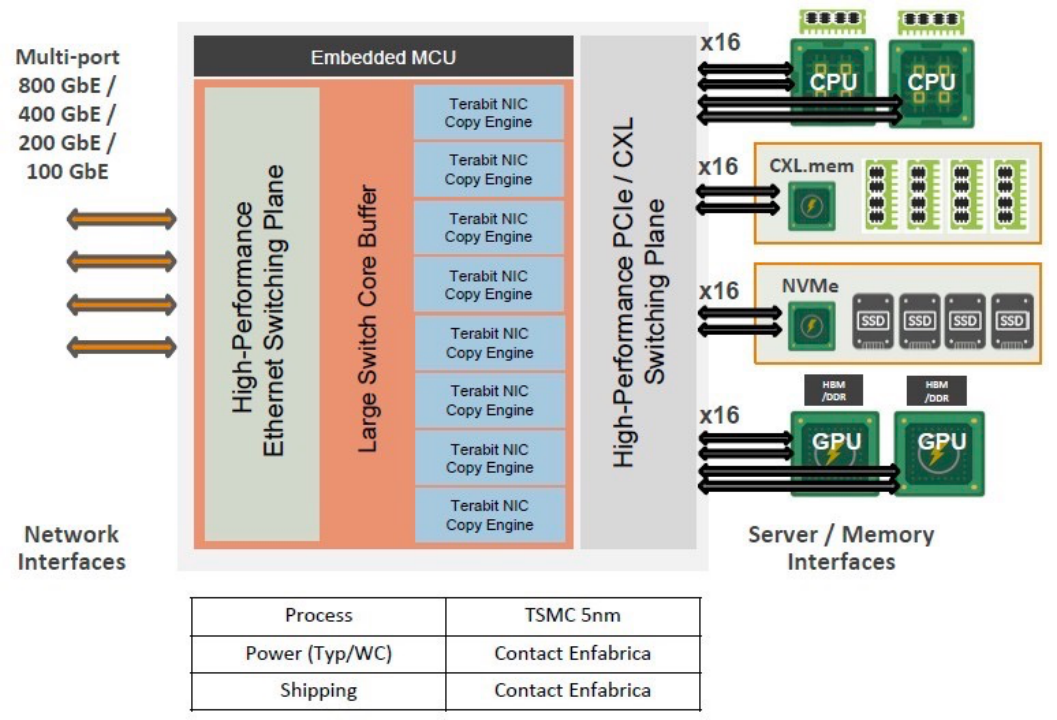 Multi-port
800 GbE /
400 GbE /
200 GbE /
100 GbE
Network
Interfaces
Embedded MCU
High-Performance
Ethernet Switching Plane
Large Switch Core Buffer
Terabit NIC
Copy Engine
Terabit NIC
Copy Engine
Terabit NIC
Copy Engine
Terabit NIC
Copy Engine
Terabit NIC
Copy Engine
Terabit NIC
Copy Engine
Terabit NIC
Copy Engine
Terabit NIC
Copy Engine
High-Performance PCIe / CXL
Switching Plane
x16
CPU
CPU
x16
CXL.mem
x16
NVMe
SSD
SSD
SSD
SSD
x16
HBM
/DDR
HBM
/DDR
GPU
GPU
Server / Memory
Interfaces
Process
TSMC 5nm
Power (Typ/WC)
Contact Enfabrica
Shipping
Contact Enfabrica